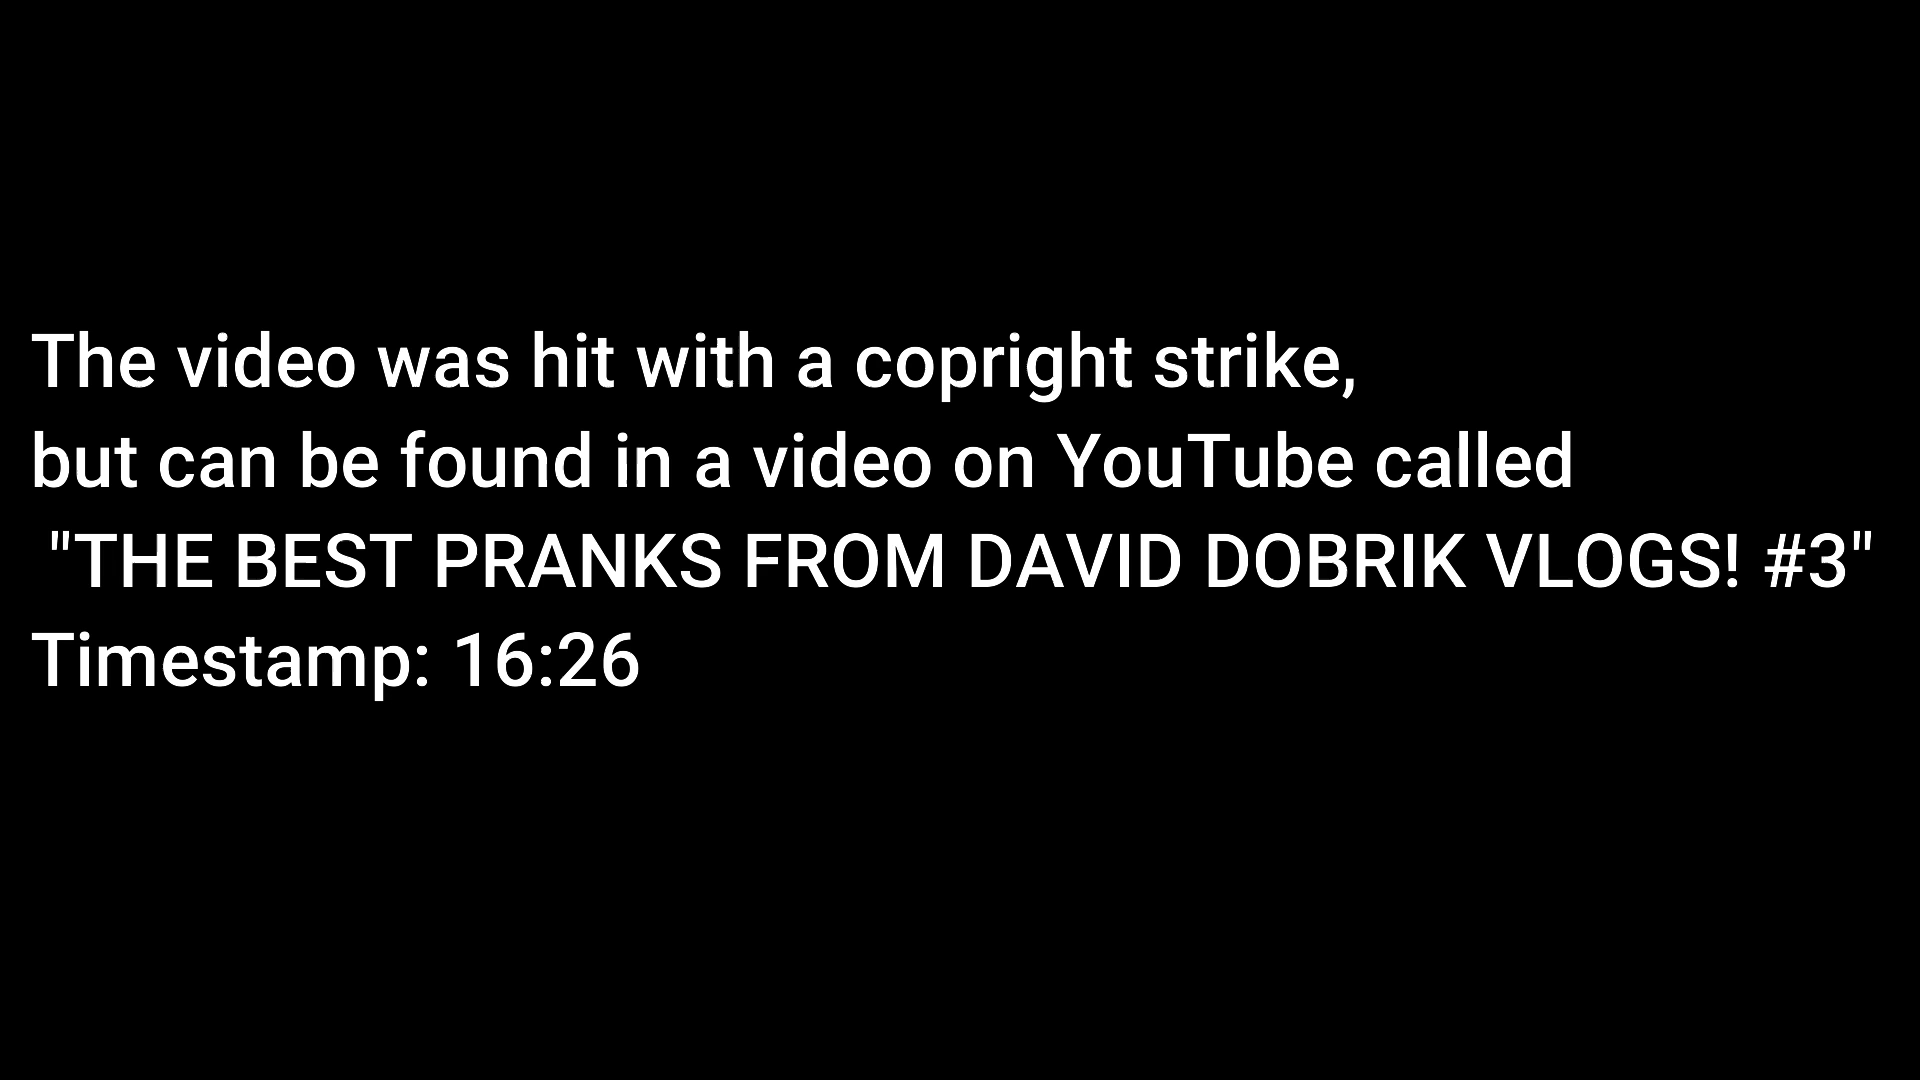 The video was hit with a copright strike,
but can be found in a video on YouTube called
"THE BEST PRANKS FROM DAVID DOBRIK VLOGS! #3"
Timestamp: 16:26